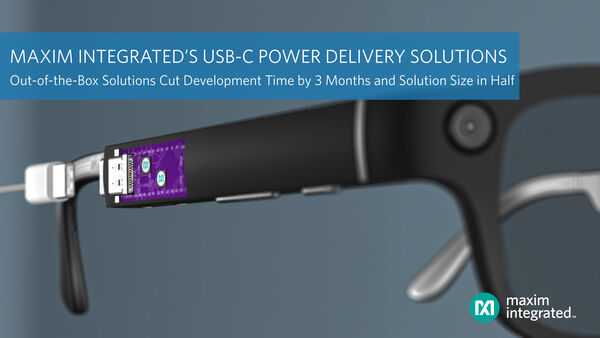 MAXIM INTEGRATED'S USB-C POWER DELIVERY SOLUTIONS
Out-of-the-Box Solutions Cut Development Time by 3 Months and Solution Size in Half
maxim
integrated™